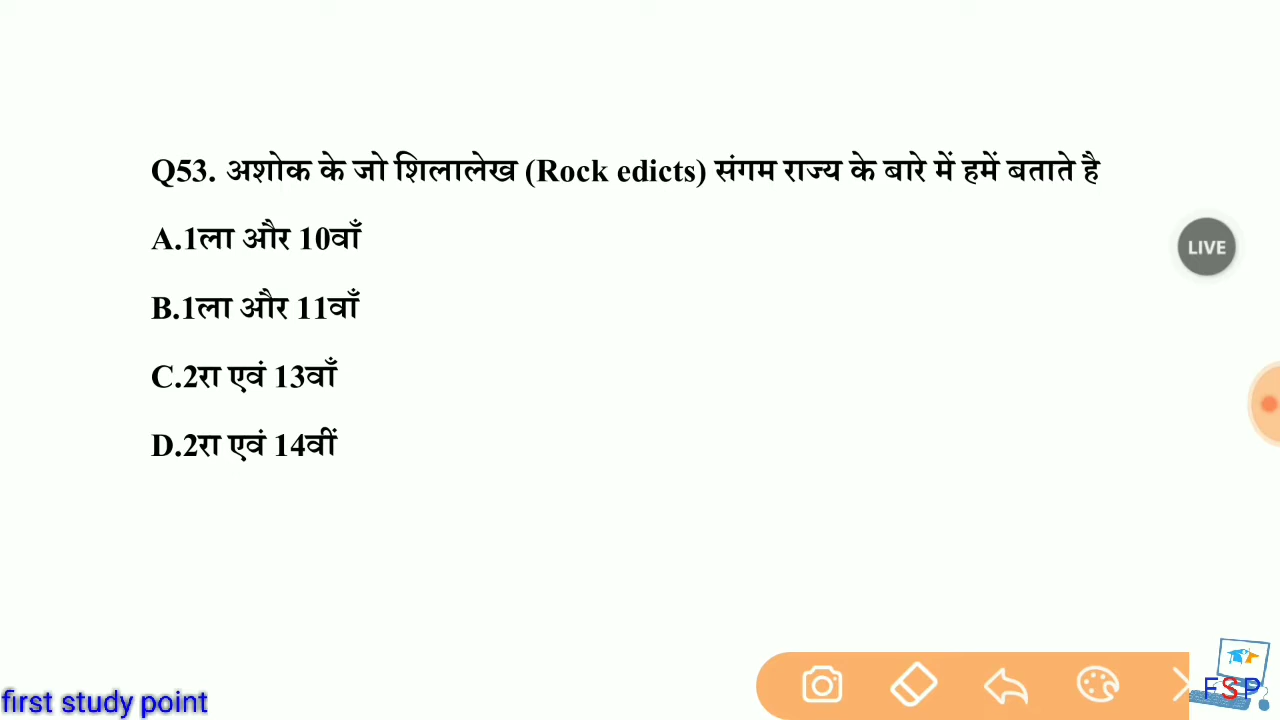 Q53. अशोक के जो शिलालेख (Rock edicts) संगम राज्य के बारे में हमें बताते है
A.1ला और 10वाँ
LIVE
B.1ला और 11वाँ
C.2रा एवं 13वाँ
D.2रा एवं 14वीं
FSP
first study point